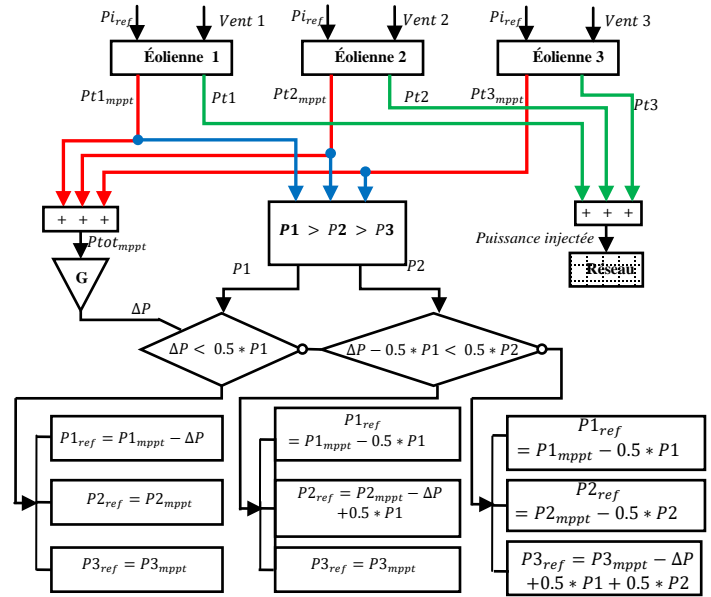 Pi_ref Vent 1 Pi_ref Vent 2 Pi_ref Vent 3
Éolienne 1 Éolienne 2 Éolienne 3
Pt1_mppt Pt1 Pt2_mppt Pt2 Pt3_mppt Pt3
+ + +
P1 > P2 > P3
+ + +
Ptot_mppt
Puissance injectée
G
P1
P2
Réseau
ΔP
ΔP < 0.5 * P1
ΔP − 0.5 * P1 < 0.5 * P2
P1_ref = P1_mppt − ΔP
P2_ref = P2_mppt
P3_ref = P3_mppt
P1_ref
= P1_mppt − 0.5 * P1
P2_ref = P2_mppt − ΔP
+0.5 * P1
P3_ref = P3_mppt
P1_ref
= P1_mppt − 0.5 * P1
P2_ref
= P2_mppt − 0.5 * P2
P3_ref = P3_mppt − ΔP
+0.5 * P1 + 0.5 * P2